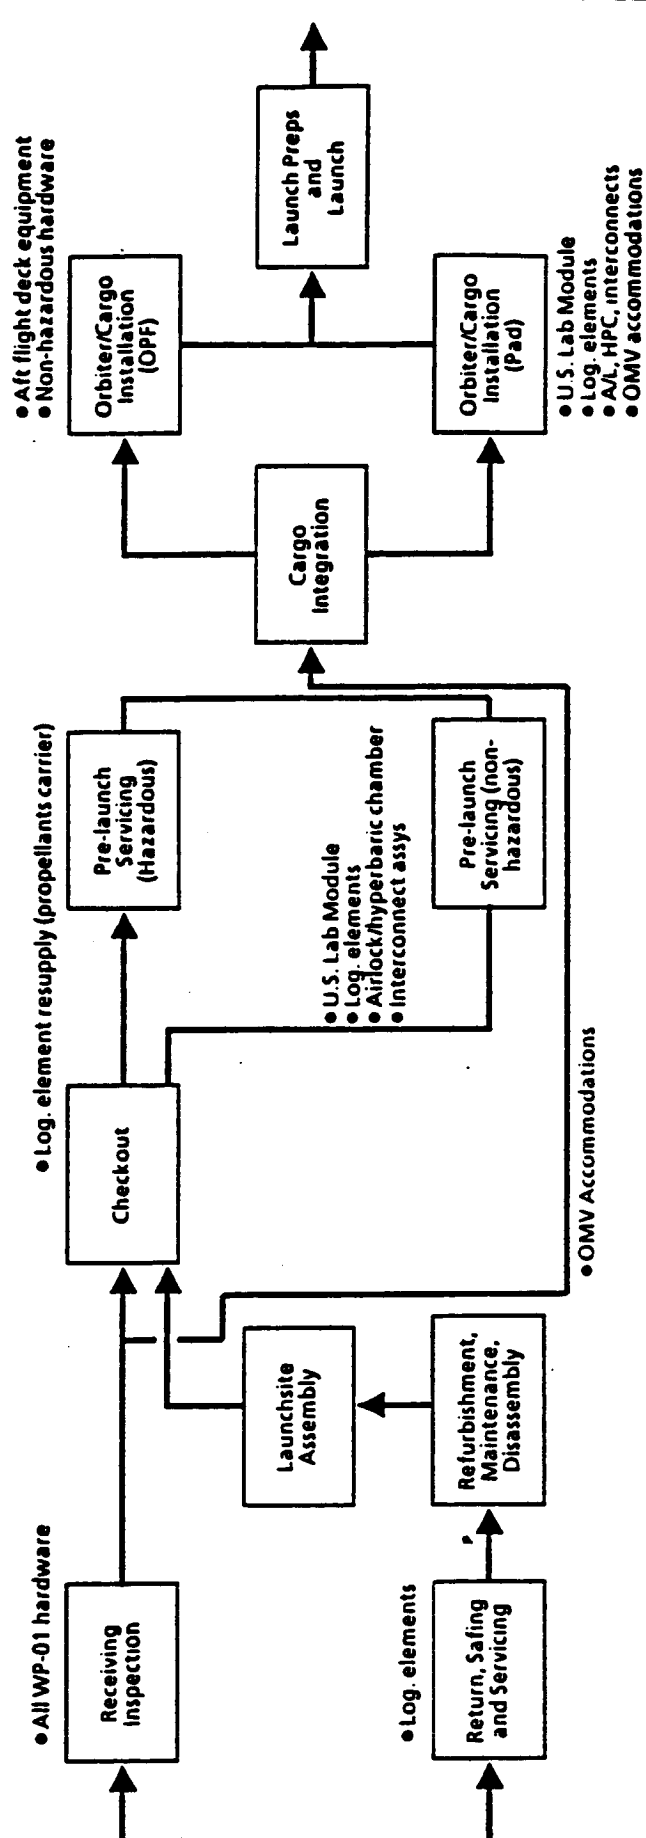 ● All WP-01 hardware
Receiving
Inspection
● Log. elements
Return, Safing
and Servicing
Refurbishment,
Maintenance,
Disassembly
Launchsite
Assembly
● Log. element resupply (propellants carrier)
Checkout
● U.S. Lab Module
● Log. elements
● Airlock/hyperbaric chamber
● Interconnect assys
● OMV Accommodations
Pre-launch
Servicing
(Hazardous)
Pre-launch
Servicing (non-
hazardous)
Cargo
Integration
● Aft flight deck equipment
● Non-hazardous hardware
Orbiter/Cargo
Installation
(OPF)
Orbiter/Cargo
Installation
(Pad)
● U.S. Lab Module
● Log. elements
● A/L, HPC, interconnects
● OMV accommodations
Launch Preps
and
Launch